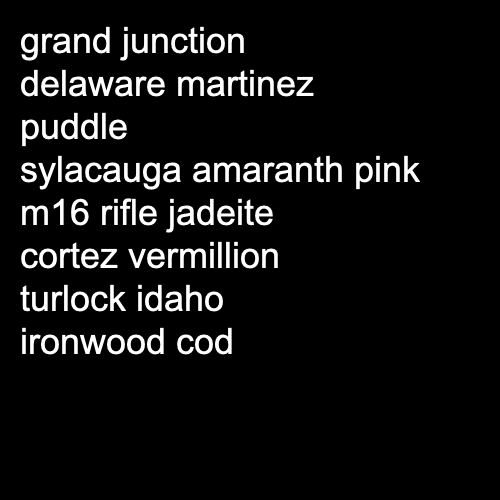 grand junction
delaware martinez
puddle
sylacauga amaranth pink
m16 rifle jadeite
cortez vermillion
turlock idaho
ironwood cod